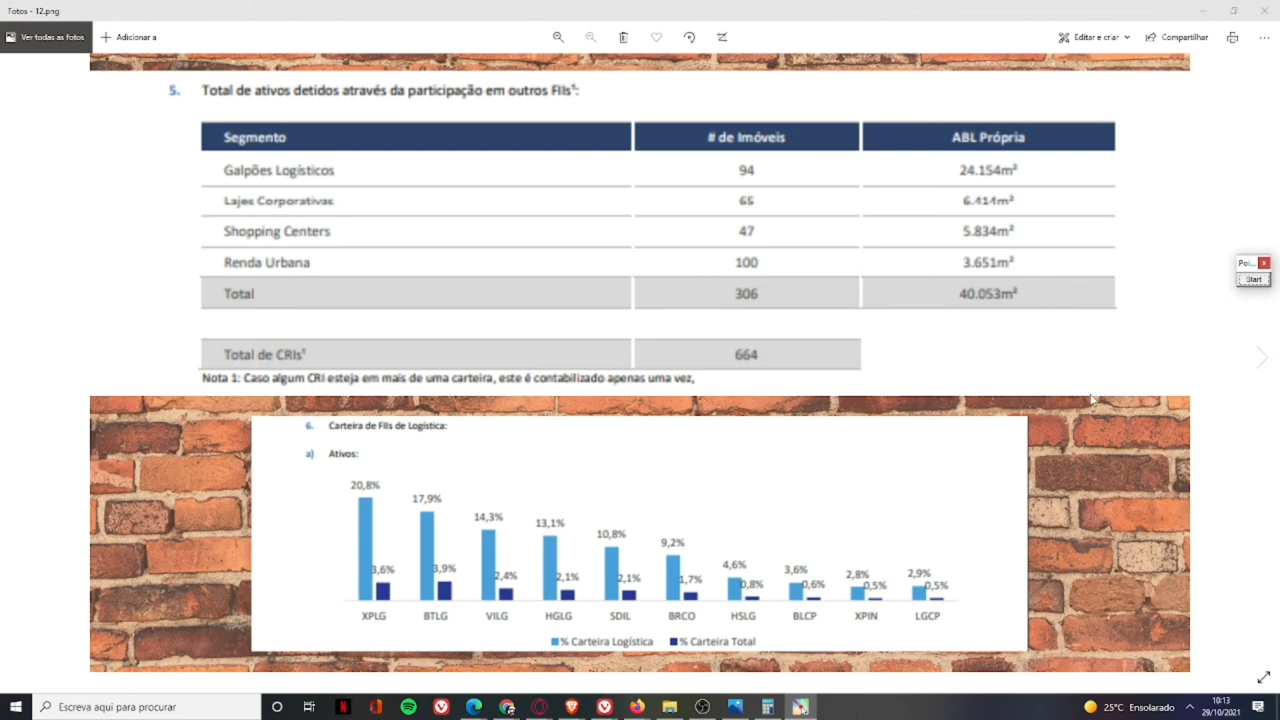 Fotos - 12.png
Ver todas as fotos
Adicionar a
Editar e criar
Compartilhar
5. Total de ativos detidos através da participação em outros FIIs¹:
Segmento # de Imóveis ABL Própria
Galpões Logísticos 94 24.154m²
Lajes Corporativas 65 6.414m²
Shopping Centers 47 5.834m²
Renda Urbana 100 3.651m²
Total 306 40.053m²
Total de CRIs¹ 664
Nota 1: Caso algum CRI esteja em mais de uma carteira, este é contabilizado apenas uma vez,
Poi...
Start
6. Carteira de FIIs de Logística:
a) Ativos:
20,8% 17,9% 14,3% 13,1% 10,8% 9,2% 4,6% 3,6% 2,8% 2,9%
3,6% 3,9% 2,4% 2,1% 2,1% 1,7% 0,8% 0,6% 0,5% 0,5%
XPLG BTLG VILG HGLG SDIL BRCO HSLG BLCP XPIN LGCP
% Carteira Logística % Carteira Total
Escreva aqui para procurar
25°C Ensolarado
10:13
29/10/2021